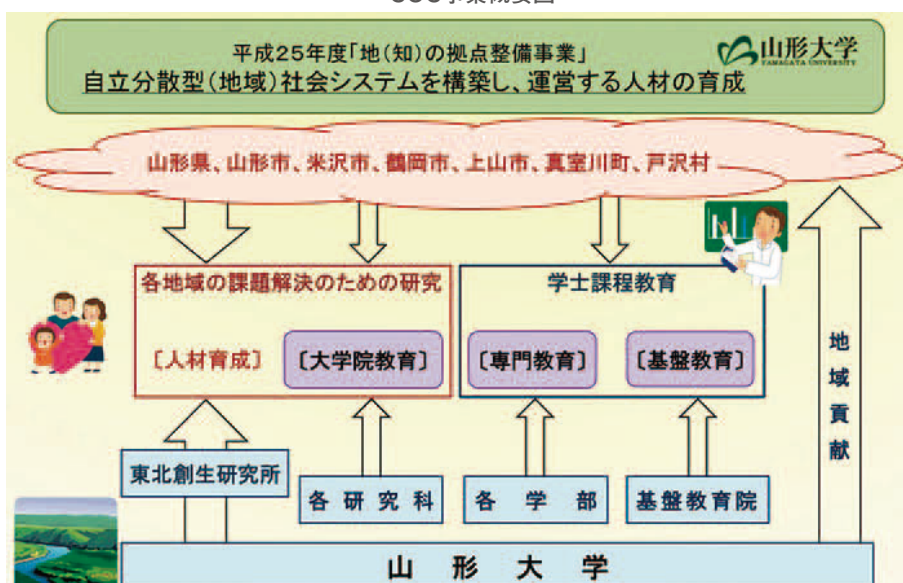 平成25年度「地(知)の拠点整備事業」
自立分散型(地域)社会システムを構築し、運営する人材の育成
山形大学
YAMAGATA UNIVERSITY
山形県、山形市、米沢市、鶴岡市、上山市、真室川町、戸沢村
各地域の課題解決のための研究
〔人材育成〕
〔大学院教育〕
学士課程教育
〔専門教育〕
〔基盤教育〕
地域貢献
東北創生研究所
各研究科
各学部
基盤教育院
山形大学